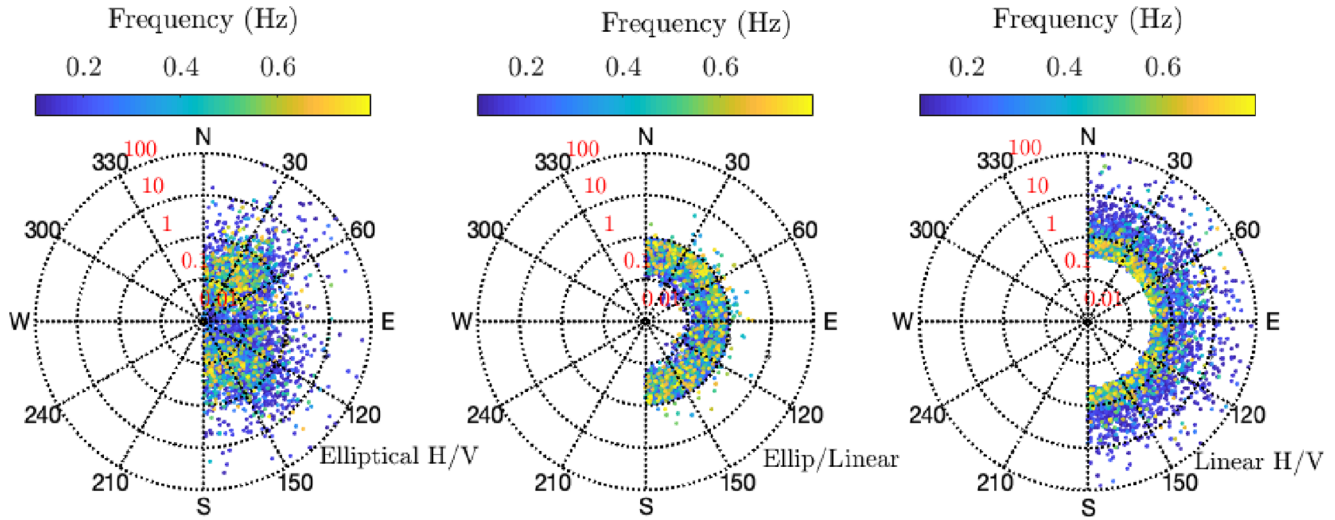 Frequency (Hz) Frequency (Hz) Frequency (Hz)
0.2 0.4 0.6 0.2 0.4 0.6 0.2 0.4 0.6
N N N
330 100 30 330 100 30 330 100 30
10 10 10
300 1 60 300 1 60 300 1 60
0.1 0.1 0.1
0.01 0.01 0.01
W E W E W E
240 120 240 120 240 120
Elliptical H/V Ellip/Linear Linear H/V
210 150 210 150 210 150
S S S